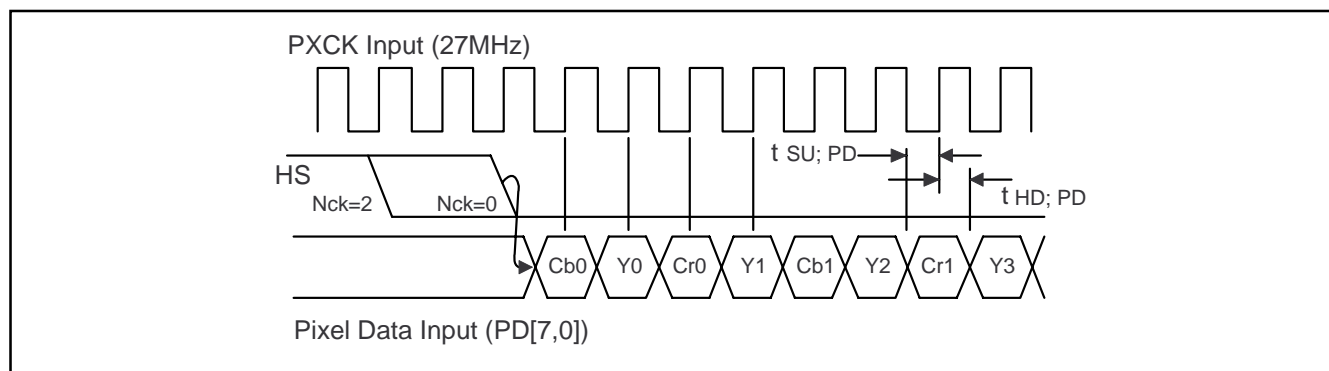 PXCK Input (27MHz)
t SU; PD
HS
t HD; PD
Nck=2 Nck=0
Cb0 Y0 Cr0 Y1 Cb1 Y2 Cr1 Y3
Pixel Data Input (PD[7,0])